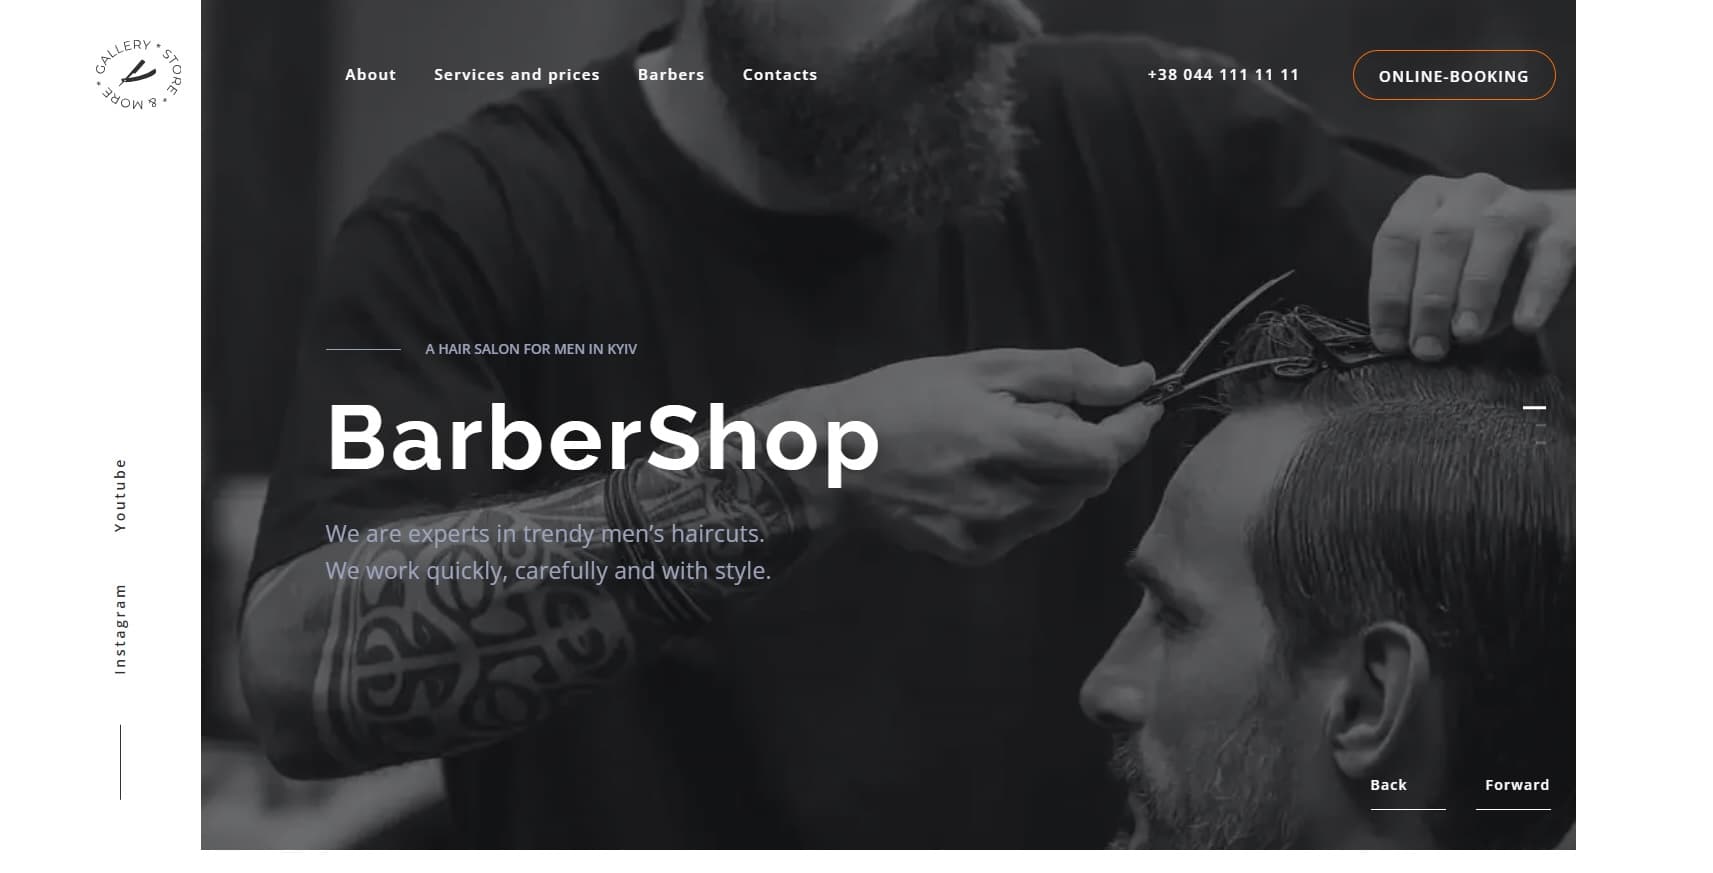 GALLERY * STORE * & MORE *
About
Services and prices
Barbers
Contacts
+38 044 111 11 11
ONLINE-BOOKING
A HAIR SALON FOR MEN IN KYIV
BarberShop
We are experts in trendy men’s haircuts.
We work quickly, carefully and with style.
Youtube
Instagram
Back
Forward